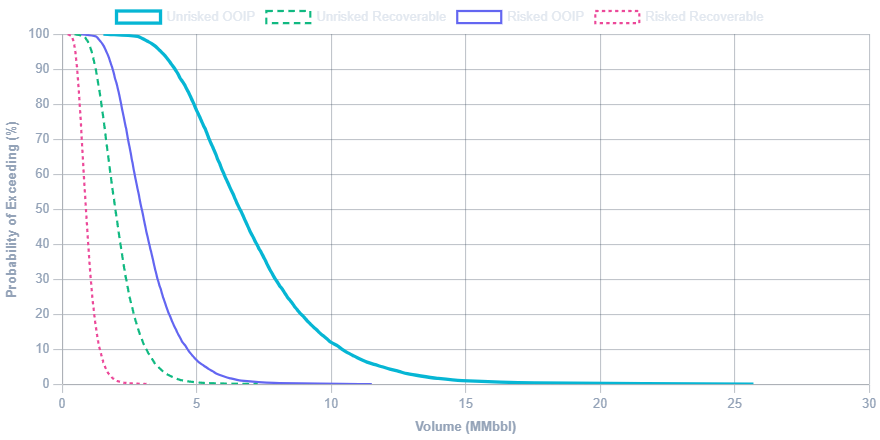 Unrisked OOIP Unrisked Recoverable Risked OOIP Risked Recoverable
100
90
80
70
60
50
40
30
20
10
0
Probability of Exceeding (%)
0 5 10 15 20 25 30
Volume (MMbbl)